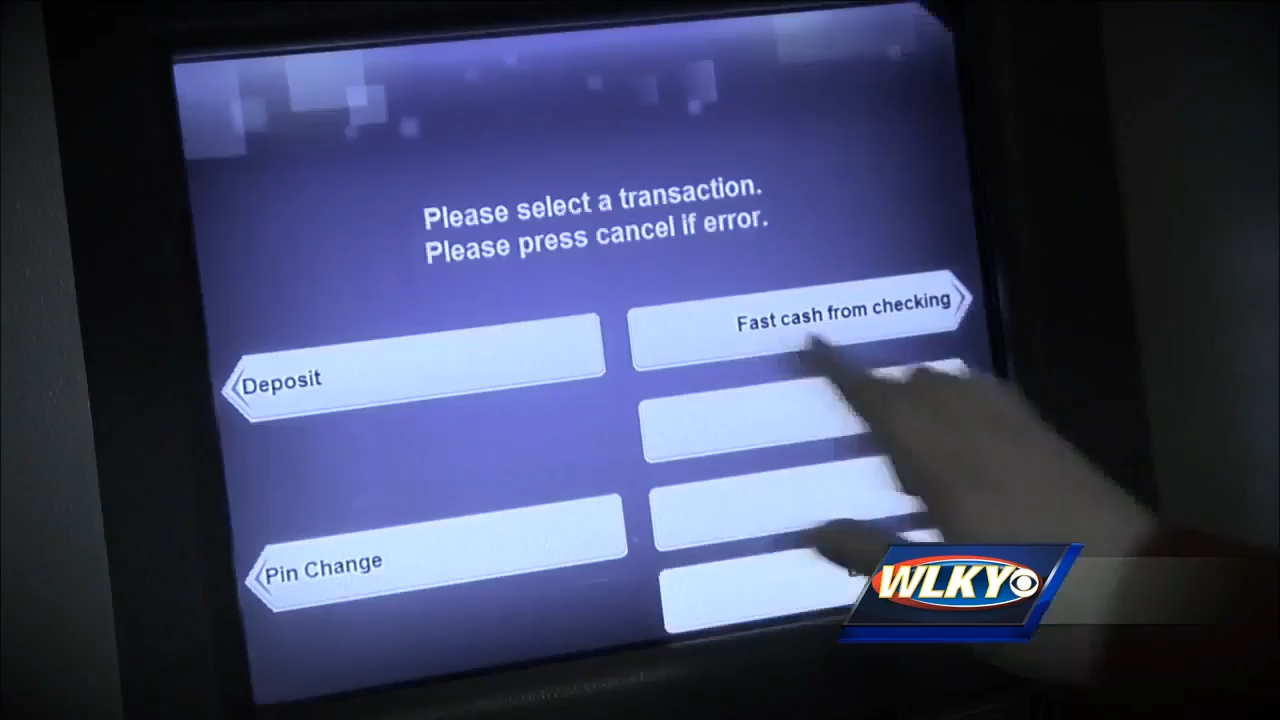 Please select a transaction.
Please press cancel if error.
Fast cash from checking
Deposit
Pin Change
WLKY